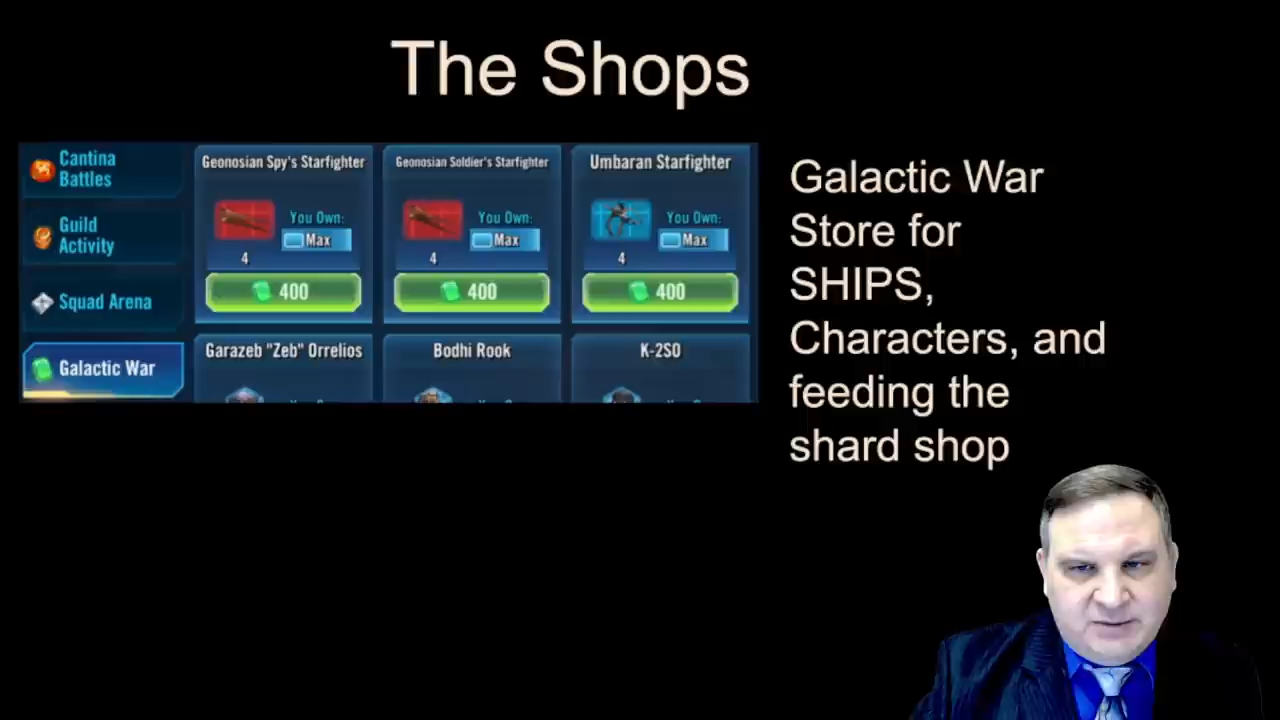 The Shops
Cantina
Battles
Guild
Activity
Squad Arena
Galactic War
Geonosian Spy's Starfighter
You Own:
Max
4
400
Geonosian Soldier's Starfighter
You Own:
Max
4
400
Umbaran Starfighter
You Own:
Max
4
400
Garazeb "Zeb" Orrelios
Bodhi Rook
K-2SO
Galactic War
Store for
SHIPS,
Characters, and
feeding the
shard shop